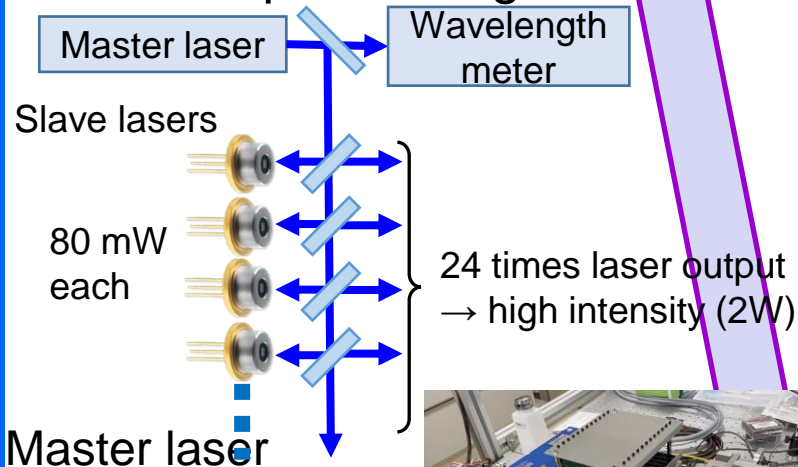 Master laser
Wavelength
meter
Slave lasers
80 mW
each
24 times laser output
→ high intensity (2W)
Master laser